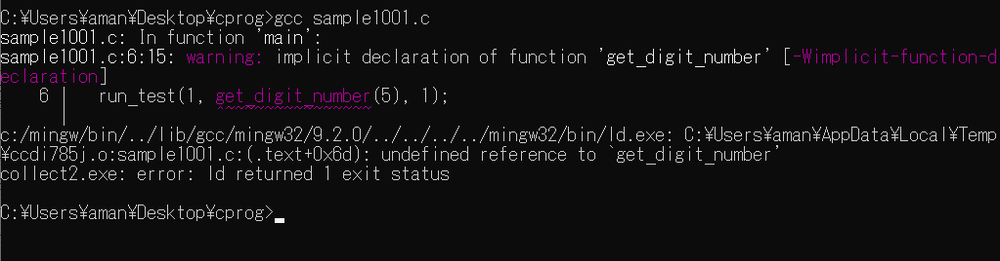 C:¥Users¥aman¥Desktop¥cprog>gcc sample1001.c
sample1001.c: In function 'main':
sample1001.c:6:15: warning: implicit declaration of function 'get_digit_number' [-Wimplicit-function-d
eclaration]
6 | run_test(1, get_digit_number(5), 1);
|
c:/mingw/bin/../lib/gcc/mingw32/9.2.0/../../../../mingw32/bin/ld.exe: C:¥Users¥aman¥AppData¥Local¥Temp
¥ccdi785j.o:sample1001.c:(.text+0x6d): undefined reference to `get_digit_number'
collect2.exe: error: ld returned 1 exit status
C:¥Users¥aman¥Desktop¥cprog>